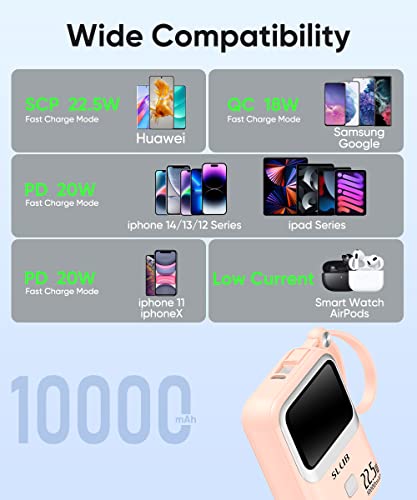 Wide Compatibility
SCP 22.5W
Fast Charge Mode
Huawei
QC 18W
Fast Charge Mode
Samsung
Google
PD 20W
Fast Charge Mode
iphone 14/13/12 Series
ipad Series
PD 20W
Fast Charge Mode
iphone 11
iphoneX
Low Current
Smart Watch
AirPods
10000
mAh
SLUB
22.5W